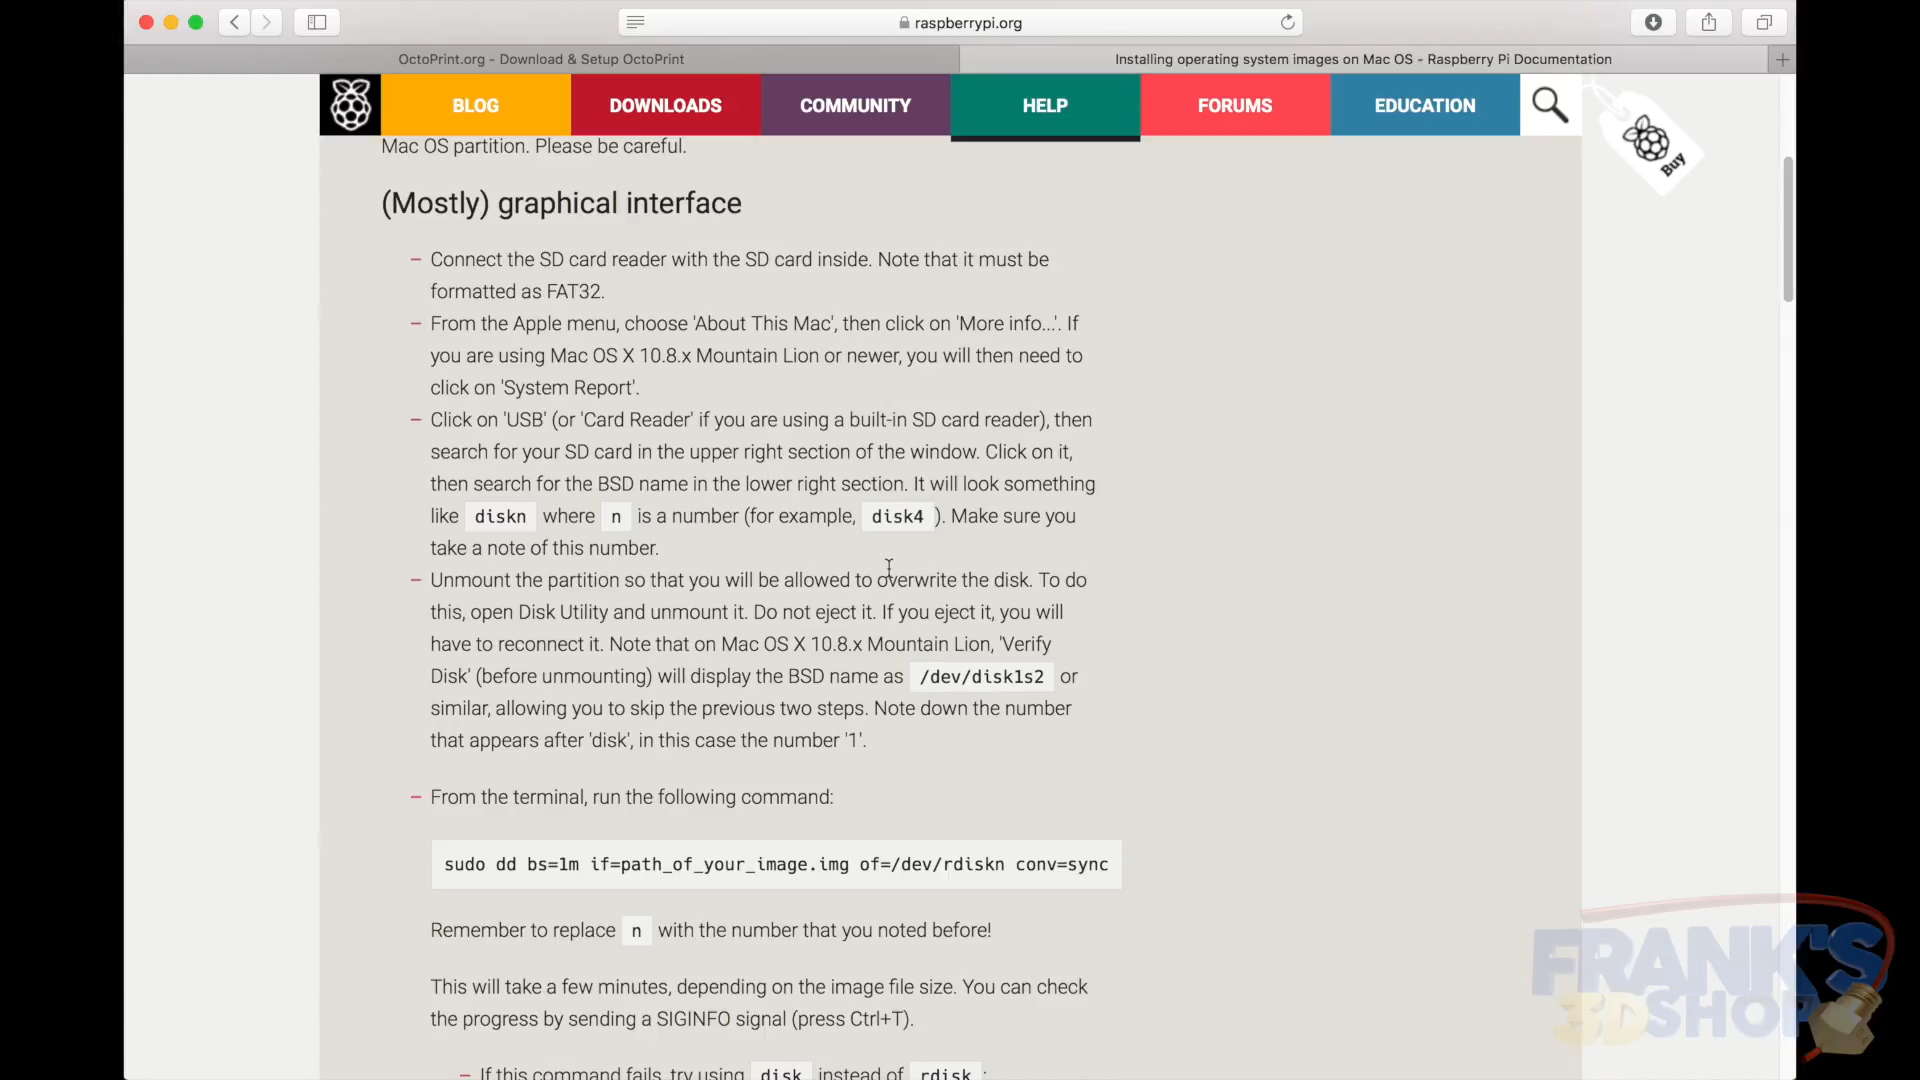 raspberrypi.org
OctoPrint.org - Download & Setup OctoPrint
Installing operating system images on Mac OS - Raspberry Pi Documentation
BLOG
DOWNLOADS
COMMUNITY
HELP
FORUMS
EDUCATION
Buy
Mac OS partition. Please be careful.
(Mostly) graphical interface
– Connect the SD card reader with the SD card inside. Note that it must be
formatted as FAT32.
– From the Apple menu, choose 'About This Mac', then click on 'More info...'. If
you are using Mac OS X 10.8.x Mountain Lion or newer, you will then need to
click on 'System Report'.
– Click on 'USB' (or 'Card Reader' if you are using a built-in SD card reader), then
search for your SD card in the upper right section of the window. Click on it,
then search for the BSD name in the lower right section. It will look something
like diskn where n is a number (for example, disk4 ). Make sure you
take a note of this number.
– Unmount the partition so that you will be allowed to overwrite the disk. To do
this, open Disk Utility and unmount it. Do not eject it. If you eject it, you will
have to reconnect it. Note that on Mac OS X 10.8.x Mountain Lion, 'Verify
Disk' (before unmounting) will display the BSD name as /dev/disk1s2 or
similar, allowing you to skip the previous two steps. Note down the number
that appears after 'disk', in this case the number '1'.
– From the terminal, run the following command:
sudo dd bs=1m if=path_of_your_image.img of=/dev/rdiskn conv=sync
Remember to replace n with the number that you noted before!
This will take a few minutes, depending on the image file size. You can check
the progress by sending a SIGINFO signal (press Ctrl+T).
– If this command fails, try using disk instead of rdisk :
FRANK'S
3DSHOP